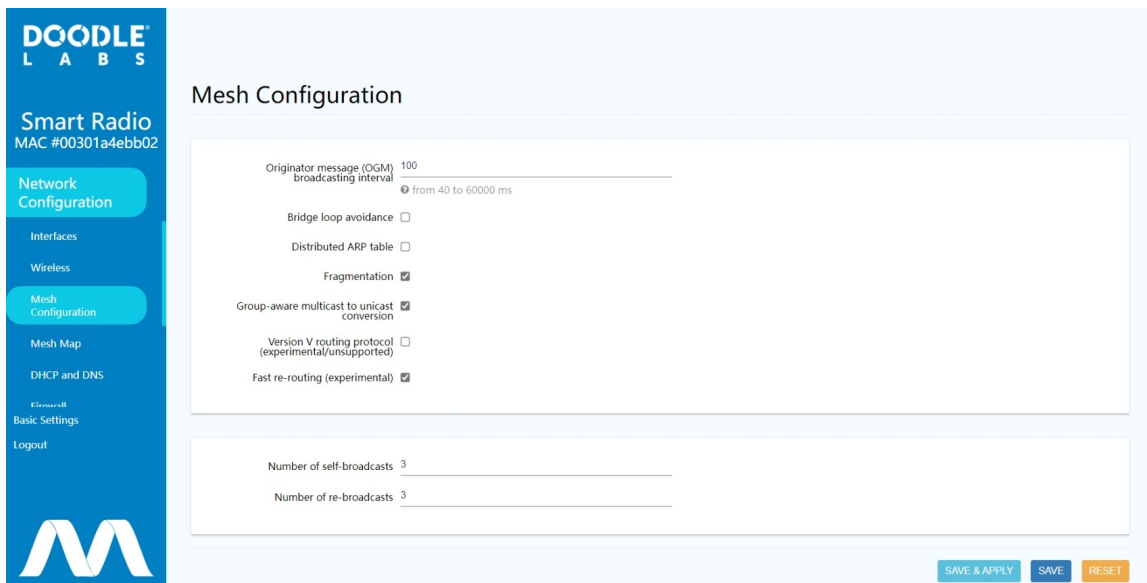 DOODLE®
LABS
Smart Radio
MAC #00301a4ebb02
Network
Configuration
Interfaces
Wireless
Mesh
Configuration
Mesh Map
DHCP and DNS
Firewall
Basic Settings
Logout
Mesh Configuration
Originator message (OGM) 100
broadcasting interval
from 40 to 60000 ms
Bridge loop avoidance
Distributed ARP table
Fragmentation
Group-aware multicast to unicast
conversion
Version V routing protocol
(experimental/unsupported)
Fast re-routing (experimental)
Number of self-broadcasts 3
Number of re-broadcasts 3
SAVE & APPLY SAVE RESET